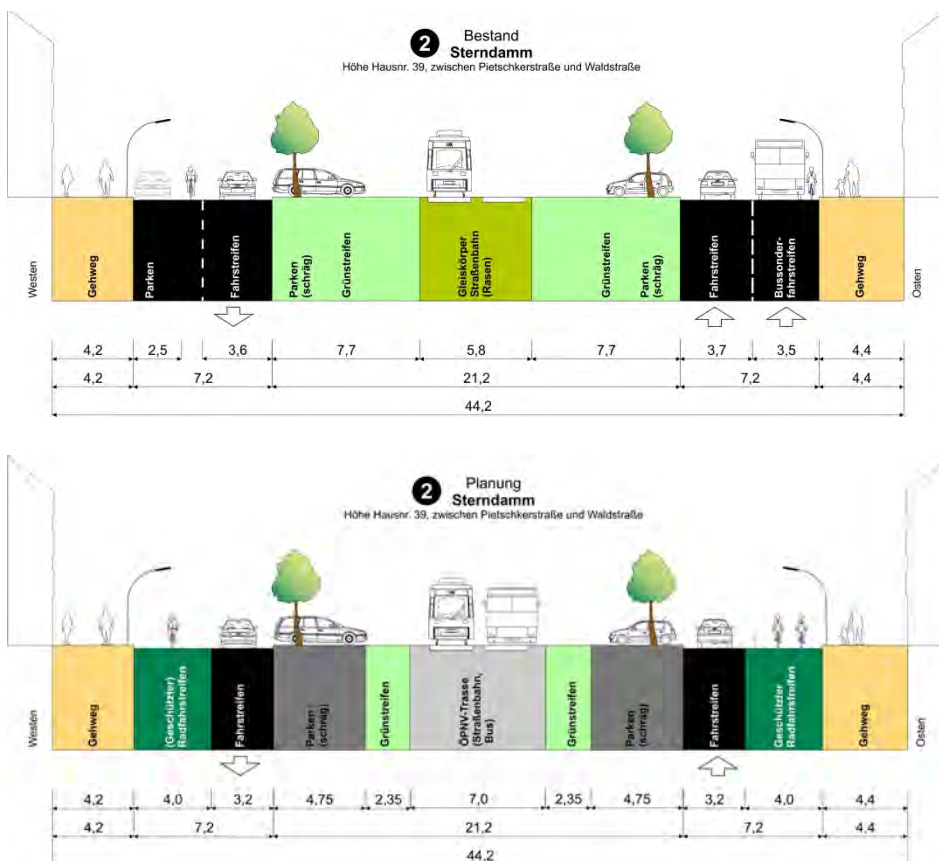 2 Bestand
Sterndamm
Höhe Hausnr. 39, zwischen Pietschkerstraße und Waldstraße
Westen
Gehweg
Parken
Fahrstreifen
Parken
(schräg)
Grünstreifen
Gleiskörper
Straßenbahn
(Rasen)
Grünstreifen
Parken
(schräg)
Fahrstreifen
Bussonder-
fahrstreifen
Gehweg
Osten
4,2 2,5 3,6 7,7 5,8 7,7 3,7 3,5 4,4
4,2 7,2 21,2 7,2 4,4
44,2
2 Planung
Sterndamm
Höhe Hausnr. 39, zwischen Pietschkerstraße und Waldstraße
Westen
Gehweg
(Geschützter)
Radfahrstreifen
Fahrstreifen
Parken
(schräg)
Grünstreifen
ÖPNV-Trasse
(Straßenbahn,
Bus)
Grünstreifen
Parken
(schräg)
Fahrstreifen
Geschützter
Radfahrstreifen
Gehweg
Osten
4,2 4,0 3,2 4,75 2,35 7,0 2,35 4,75 3,2 4,0 4,4
4,2 7,2 21,2 7,2 4,4
44,2